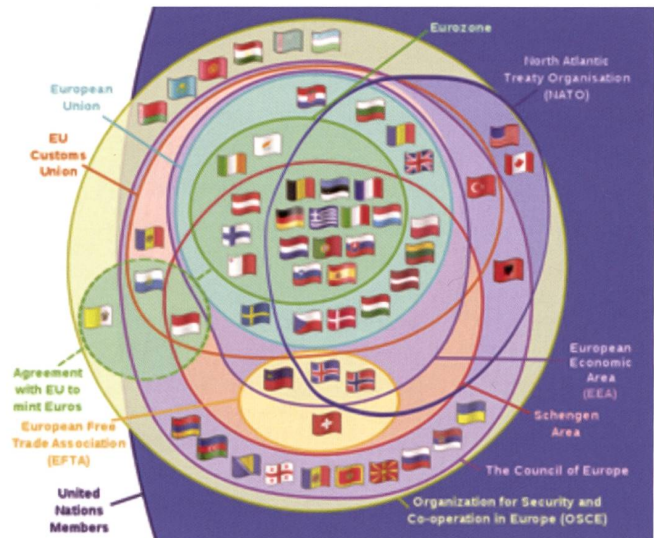 Eurozone
North Atlantic
Treaty Organisation
(NATO)
European
Union
EU
Customs
Union
Agreement
with EU to
mint Euros
European Free
Trade Association
(EFTA)
United
Nations
Members
European
Economic
Area
(EEA)
Schengen
Area
The Council of Europe
Organization for Security and
Co-operation in Europe (OSCE)